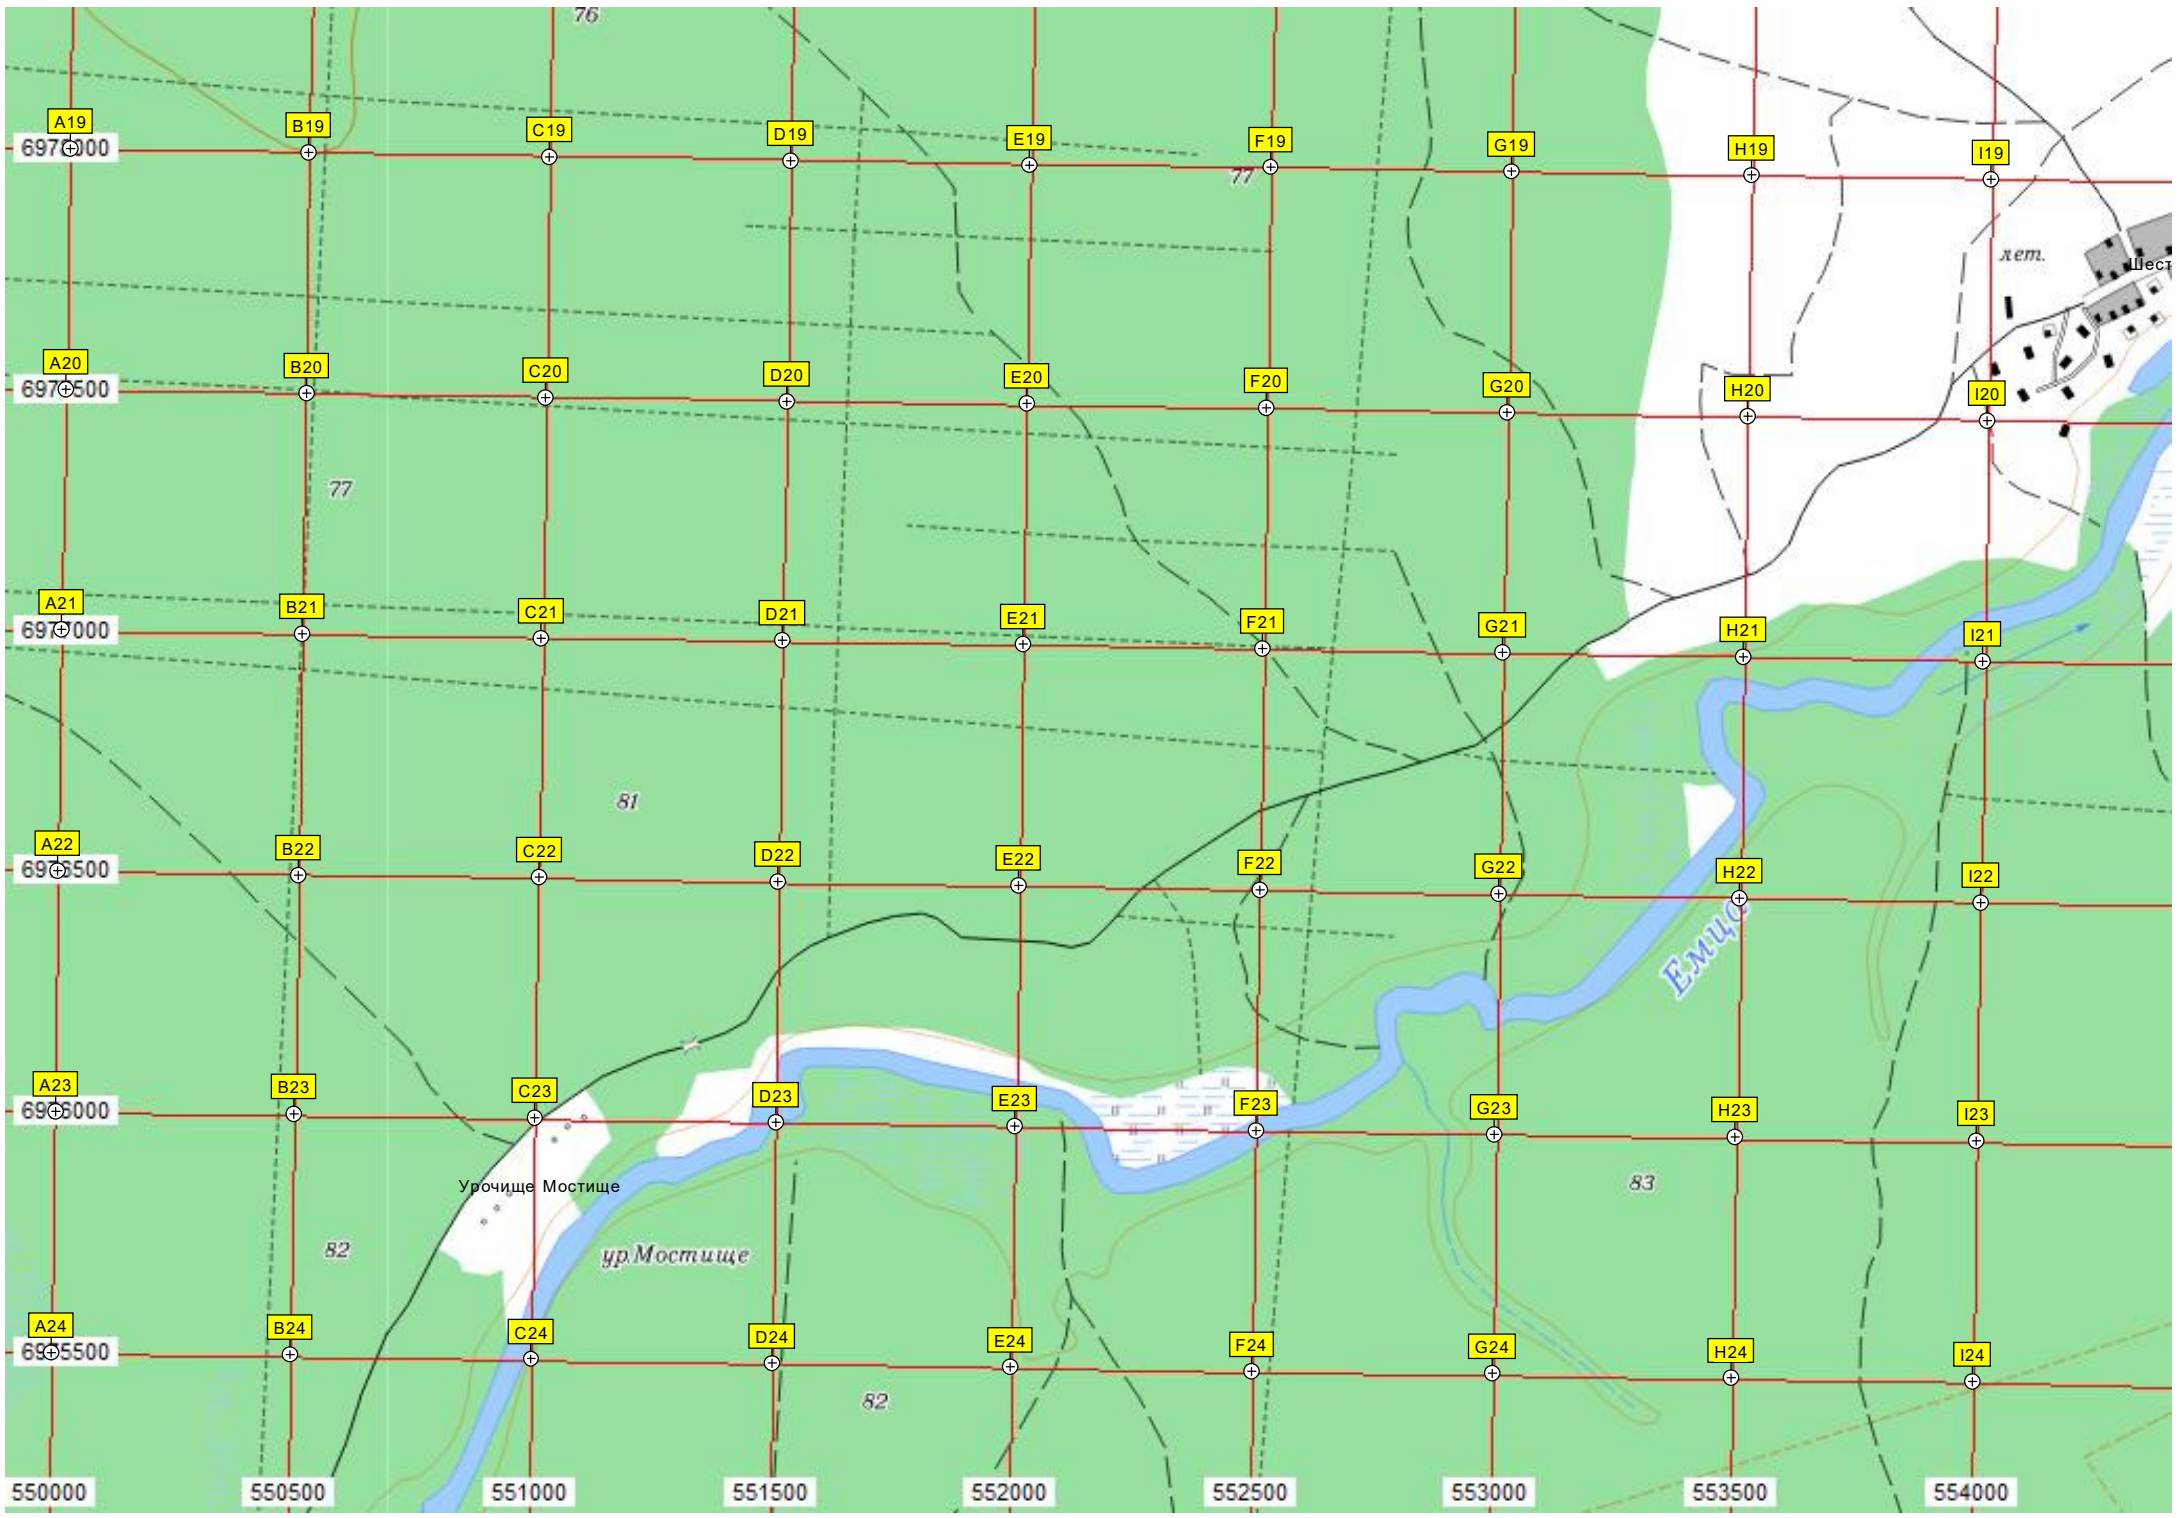 76
A19 B19 C19 D19 E19 F19 G19 H19 I19
77
лет.
A20 B20 C20 D20 E20 F20 G20 H20 I20
77
A21 B21 C21 D21 E21 F21 G21 H21 I21
81
A22 B22 C22 D22 E22 F22 G22 H22 I22
Емца
A23 B23 C23 D23 E23 F23 G23 H23 I23
Урочище Мостище
83
82
ур.Мостище
A24 B24 C24 D24 E24 F24 G24 H24 I24
82
550000 550500 551000 551500 552000 552500 553000 553500 554000